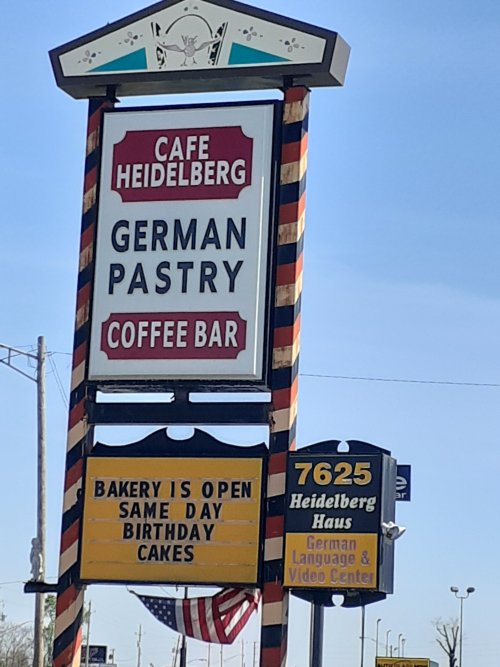 CAFE
HEIDELBERG
GERMAN
PASTRY
COFFEE BAR
BAKERY IS OPEN
SAME DAY
BIRTHDAY
CAKES
7625
Heidelberg
Haus
German
Language &
Video Center